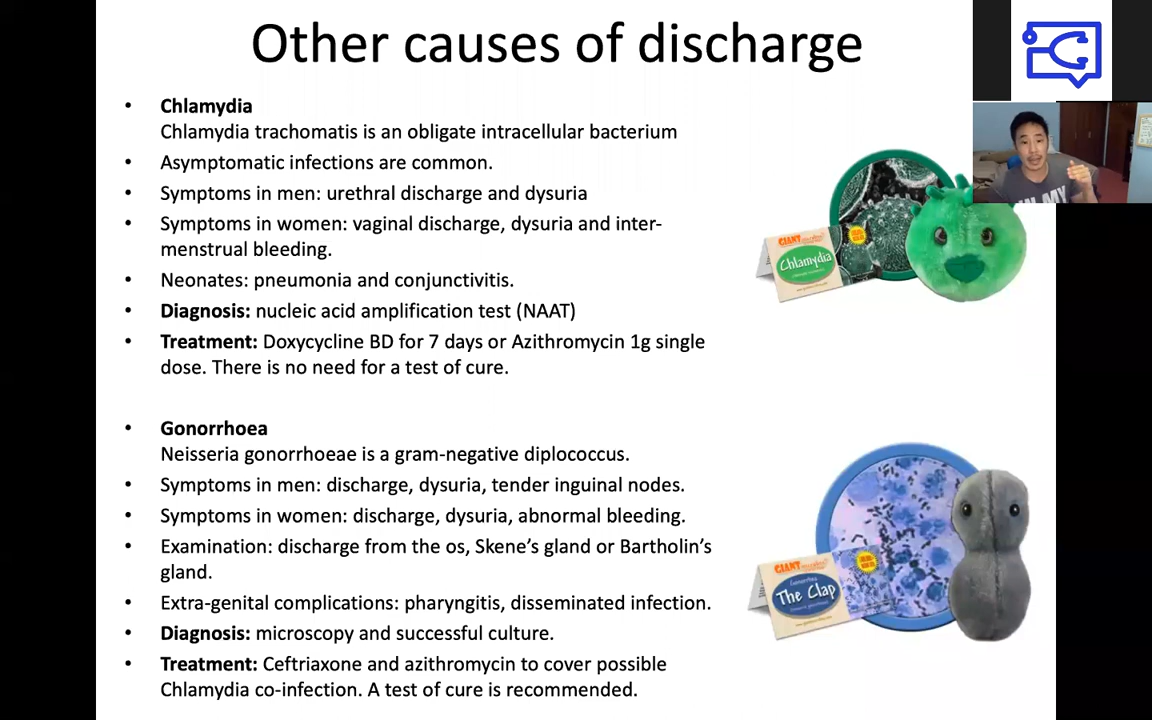 Other causes of discharge
• Chlamydia
Chlamydia trachomatis is an obligate intracellular bacterium
• Asymptomatic infections are common.
• Symptoms in men: urethral discharge and dysuria
• Symptoms in women: vaginal discharge, dysuria and inter-
menstrual bleeding.
• Neonates: pneumonia and conjunctivitis.
• Diagnosis: nucleic acid amplification test (NAAT)
• Treatment: Doxycycline BD for 7 days or Azithromycin 1g single
dose. There is no need for a test of cure.
GIANT
Chlamydia
• Gonorrhoea
Neisseria gonorrhoeae is a gram-negative diplococcus.
• Symptoms in men: discharge, dysuria, tender inguinal nodes.
• Symptoms in women: discharge, dysuria, abnormal bleeding.
• Examination: discharge from the os, Skene’s gland or Bartholin’s
gland.
• Extra-genital complications: pharyngitis, disseminated infection.
• Diagnosis: microscopy and successful culture.
• Treatment: Ceftriaxone and azithromycin to cover possible
Chlamydia co-infection. A test of cure is recommended.
GIANT
The Clap